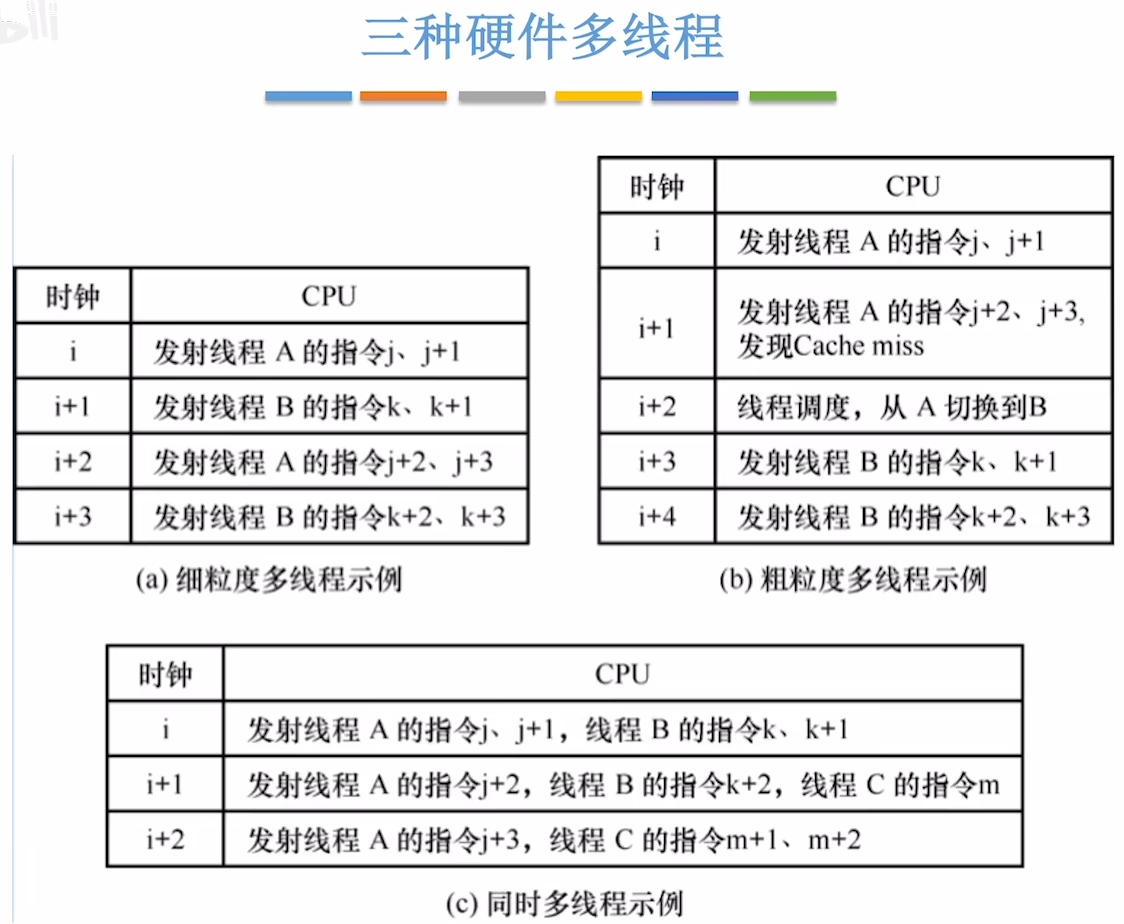 三种硬件多线程
时钟 CPU
i 发射线程 A 的指令j、j+1
i+1 发射线程 B 的指令k、k+1
i+2 发射线程 A 的指令j+2、j+3
i+3 发射线程 B 的指令k+2、k+3
(a) 细粒度多线程示例
时钟 CPU
i 发射线程 A 的指令j、j+1
i+1 发射线程 A 的指令j+2、j+3,
发现Cache miss
i+2 线程调度，从 A 切换到B
i+3 发射线程 B 的指令k、k+1
i+4 发射线程 B 的指令k+2、k+3
(b) 粗粒度多线程示例
时钟 CPU
i 发射线程 A 的指令j、j+1，线程 B 的指令k、k+1
i+1 发射线程 A 的指令j+2，线程 B 的指令k+2，线程 C 的指令m
i+2 发射线程 A 的指令j+3，线程 C 的指令m+1、m+2
(c) 同时多线程示例